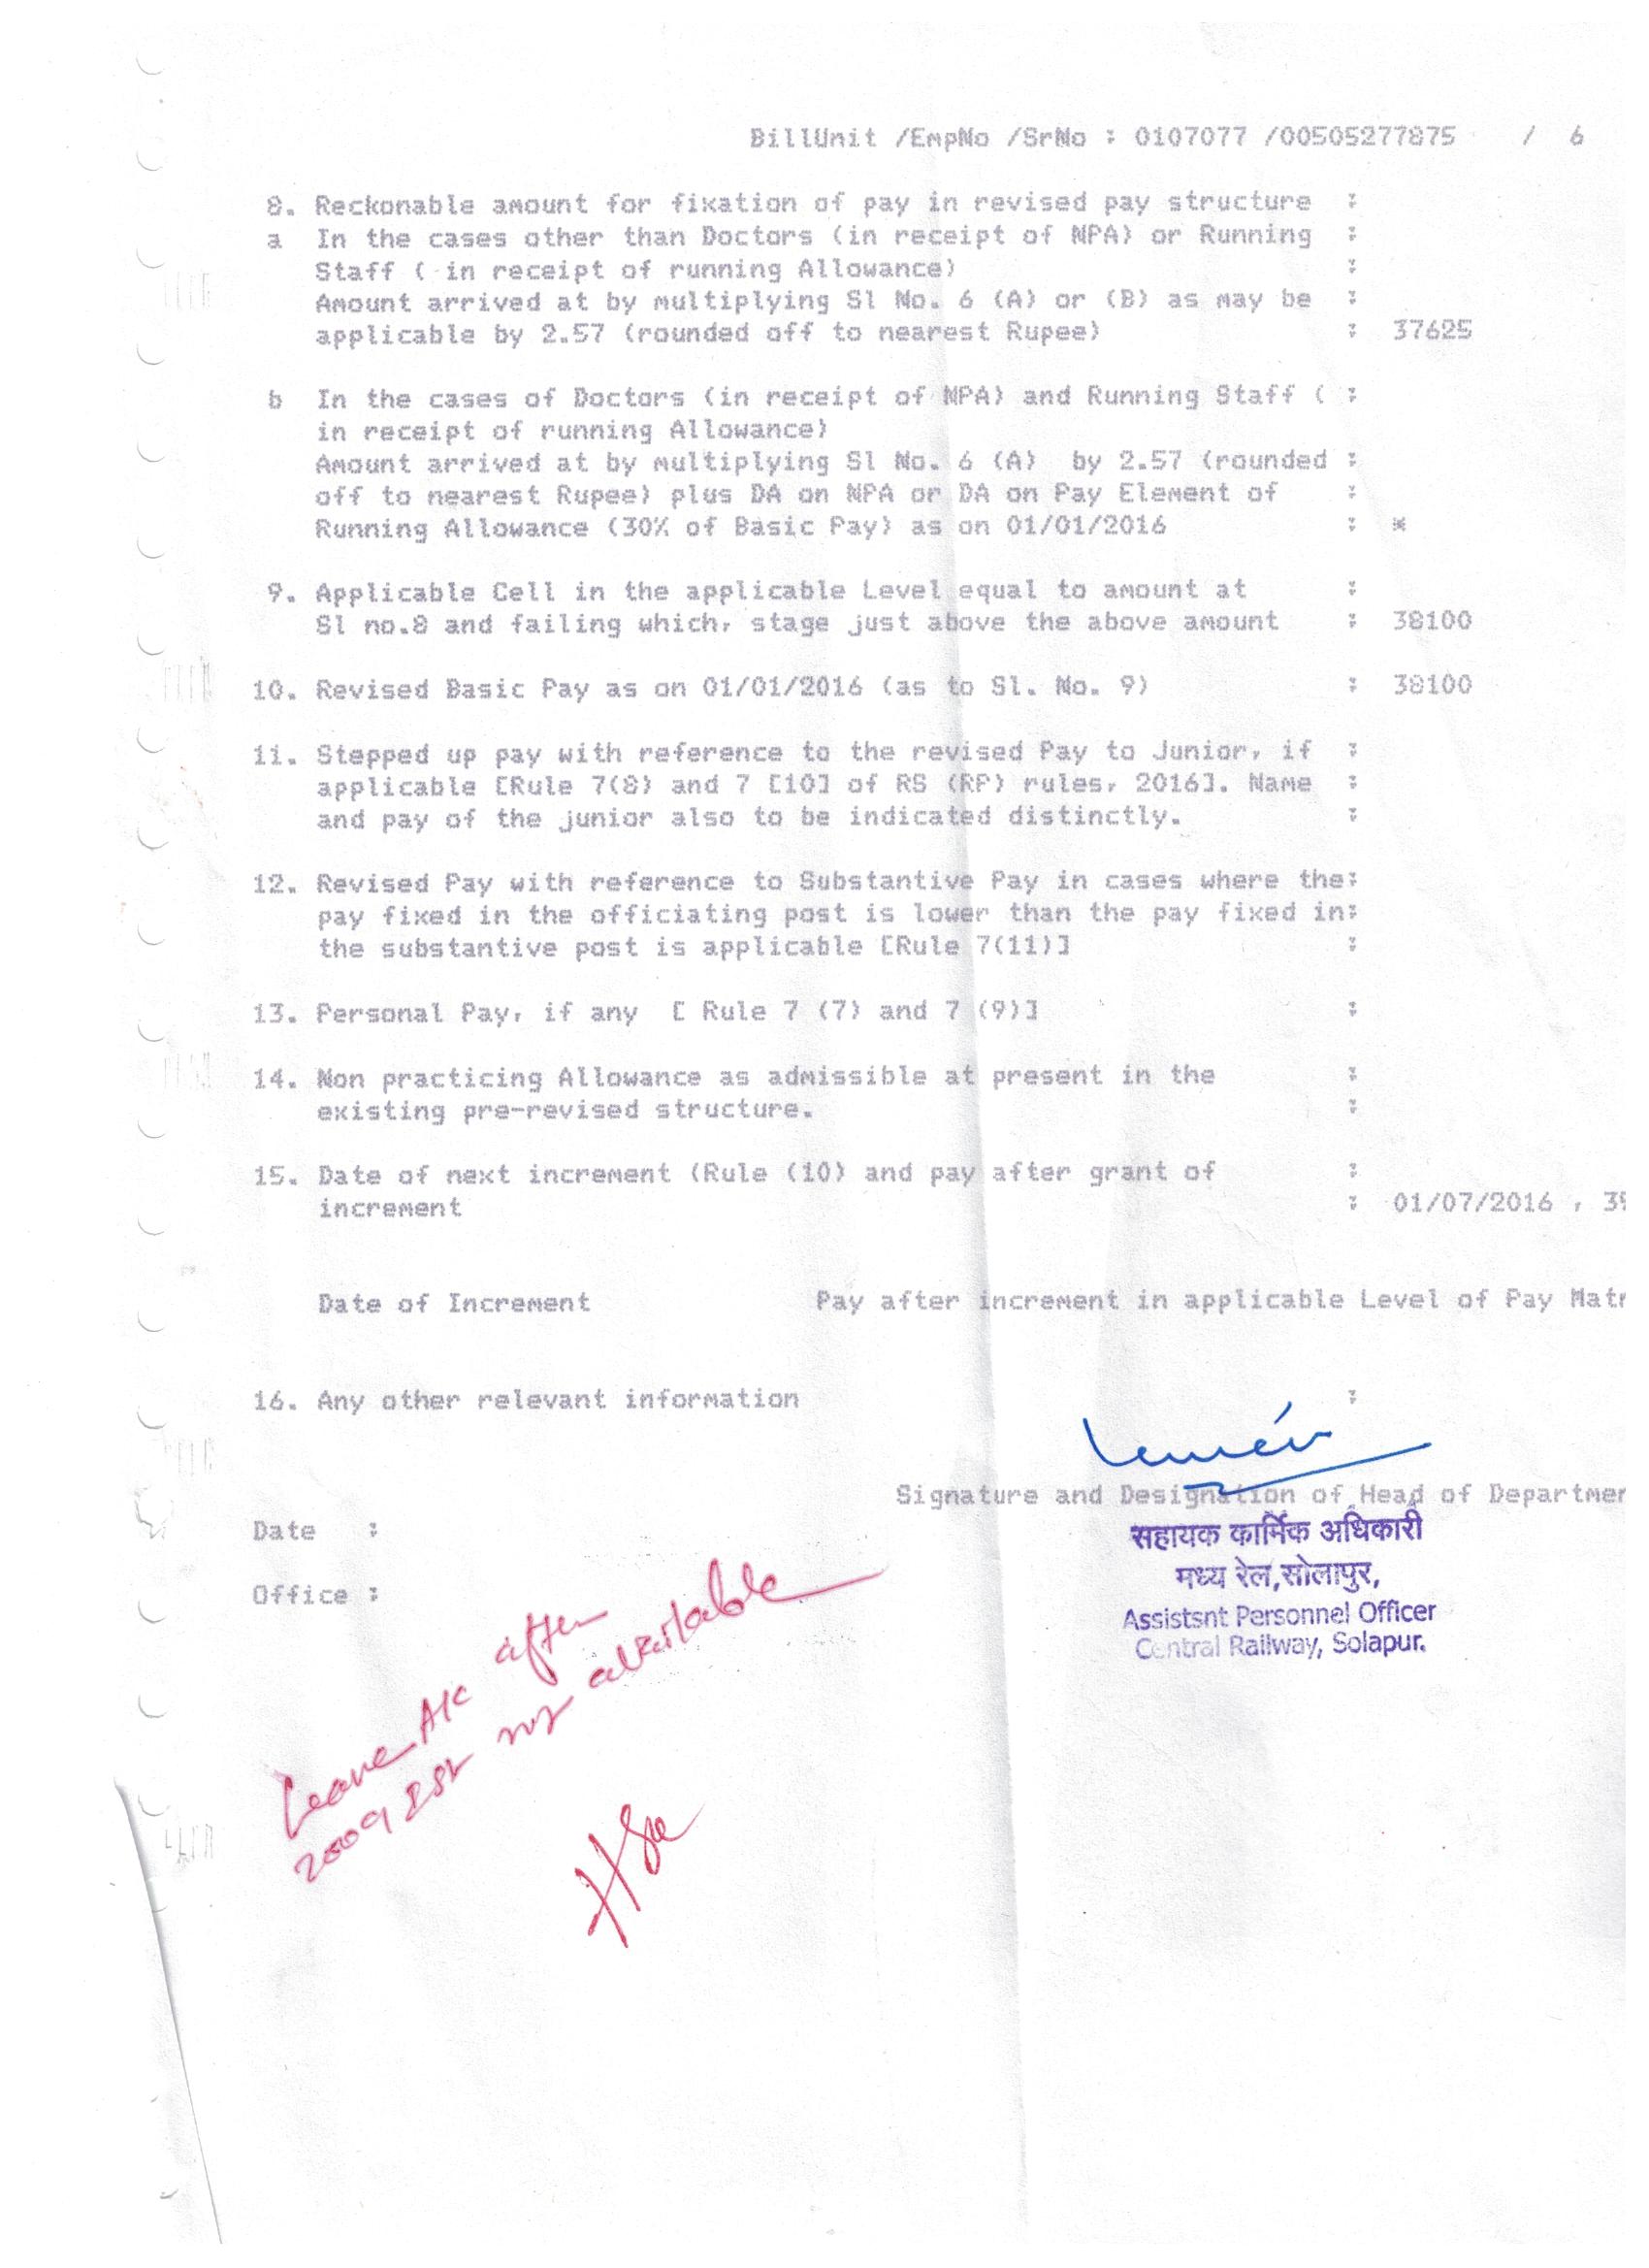 BillUnit /EmpNo /SrNo : 0107077 /00505277875 / 6
8. Reckonable amount for fixation of pay in revised pay structure :
a In the cases other than Doctors (in receipt of NPA) or Running :
Staff ( in receipt of running Allowance) :
Amount arrived at by multiplying Sl No. 6 (A) or (B) as may be :
applicable by 2.57 (rounded off to nearest Rupee) : 37625
b In the cases of Doctors (in receipt of NPA) and Running Staff ( :
in receipt of running Allowance)
Amount arrived at by multiplying Sl No. 6 (A) by 2.57 (rounded :
off to nearest Rupee) plus DA on NPA or DA on Pay Element of :
Running Allowance (30% of Basic Pay) as on 01/01/2016 : *
9. Applicable Cell in the applicable Level equal to amount at :
Sl no.8 and failing which, stage just above the above amount : 38100
10. Revised Basic Pay as on 01/01/2016 (as to Sl. No. 9) : 38100
11. Stepped up pay with reference to the revised Pay to Junior, if :
applicable [Rule 7(8) and 7 [10] of RS (RP) rules, 2016]. Name :
and pay of the junior also to be indicated distinctly. :
12. Revised Pay with reference to Substantive Pay in cases where the:
pay fixed in the officiating post is lower than the pay fixed in:
the substantive post is applicable [Rule 7(11)] :
13. Personal Pay, if any [ Rule 7 (7) and 7 (9)] :
14. Non practicing Allowance as admissible at present in the :
existing pre-revised structure. :
15. Date of next increment (Rule (10) and pay after grant of :
increment : 01/07/2016 , 39
Date of Increment Pay after increment in applicable Level of Pay Matr
16. Any other relevant information :
Signature and Designation of Head of Departmen
सहायक कार्मिक अधिकारी
मध्य रेल,सोलापुर,
Assistsnt Personnel Officer
Central Railway, Solapur.
Date :
Office :
Leave A/c after
2009 not available